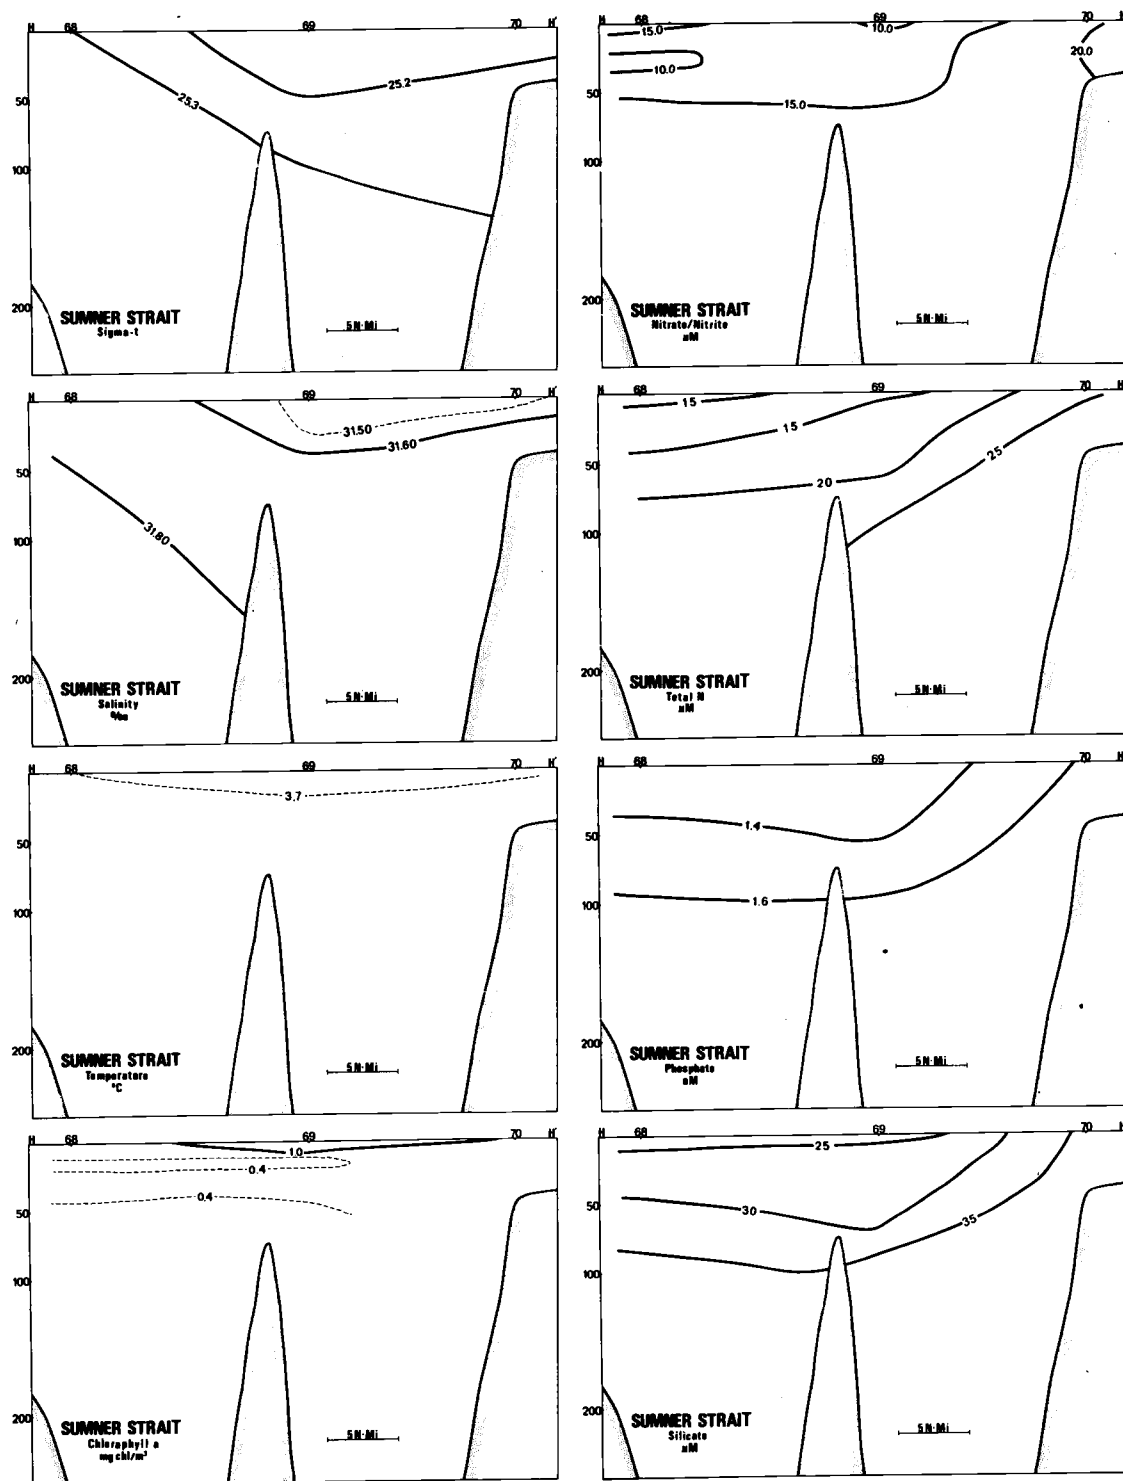 H 68 69 70 H'
25.2
25.3
50
100
200
SUMNER STRAIT
Sigma-t
5 N·Mi
H 68 69 70 H
15.0 10.0 20.0
10.0
50
15.0
100
200
SUMNER STRAIT
Nitrate/Nitrite
uM
5 N·Mi
H 68 69 70 H'
31.50
31.60
50
31.80
100
200
SUMNER STRAIT
Salinity
‰
5 N·Mi
H 68 69 70 H
15
15
50
25
20
100
200
SUMNER STRAIT
Total N
uM
5 N·Mi
H 68 69 70 H'
3.7
50
100
200
SUMNER STRAIT
Temperature
°C
5 N·Mi
H 68 69 70 H
1.4
50
1.6
100
200
SUMNER STRAIT
Phosphate
uM
5 N·Mi
H 68 69 70 H'
1.0
0.4
0.4
50
100
200
SUMNER STRAIT
Chloraphyll a
mg chl/m³
5 N·Mi
H 68 69 70 H
25
50
30
35
100
200
SUMNER STRAIT
Silicate
uM
5 N·Mi